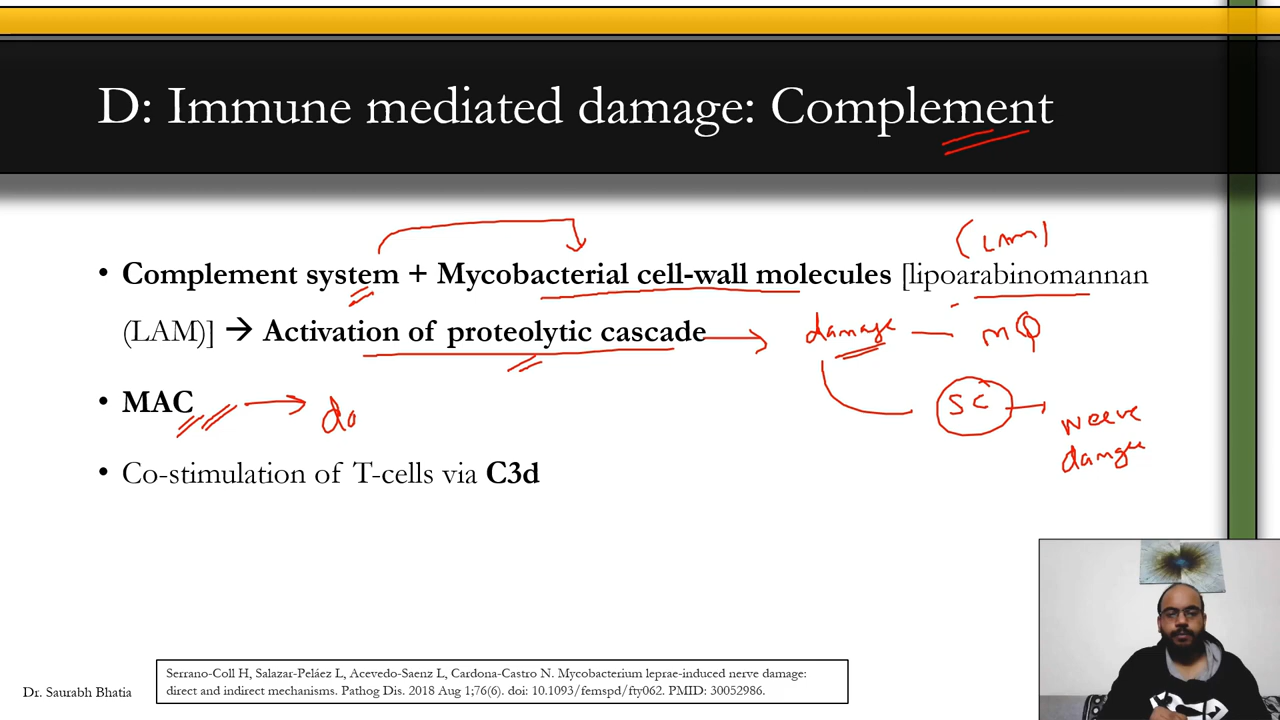 D: Immune mediated damage: Complement
(LAM)
• Complement system + Mycobacterial cell-wall molecules [lipoarabinomannan
(LAM)] → Activation of proteolytic cascade → damage — MΦ
• MAC → da
SC → Nerve
damage
• Co-stimulation of T-cells via C3d
Serrano-Coll H, Salazar-Peláez L, Acevedo-Saenz L, Cardona-Castro N. Mycobacterium leprae-induced nerve damage:
direct and indirect mechanisms. Pathog Dis. 2018 Aug 1;76(6). doi: 10.1093/femspd/fty062. PMID: 30052986.
Dr. Saurabh Bhatia